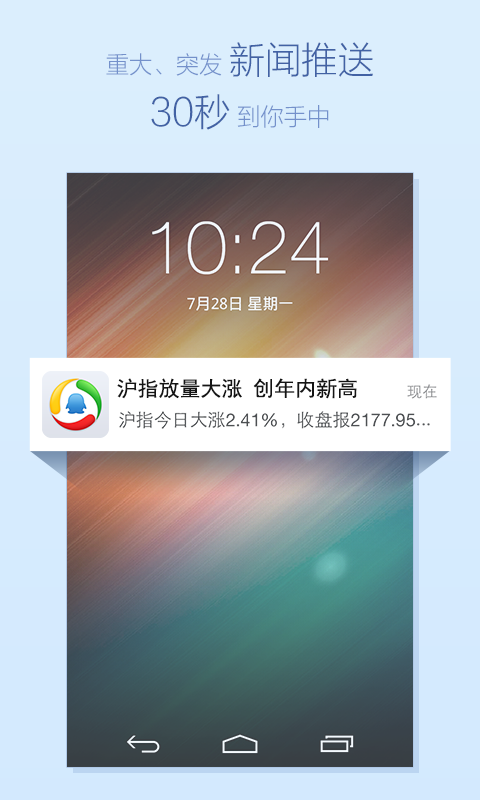 重大、突发 新闻推送
30秒 到你手中
10:24
7月28日 星期一
沪指放量大涨 创年内新高 现在
沪指今日大涨2.41%，收盘报2177.95...